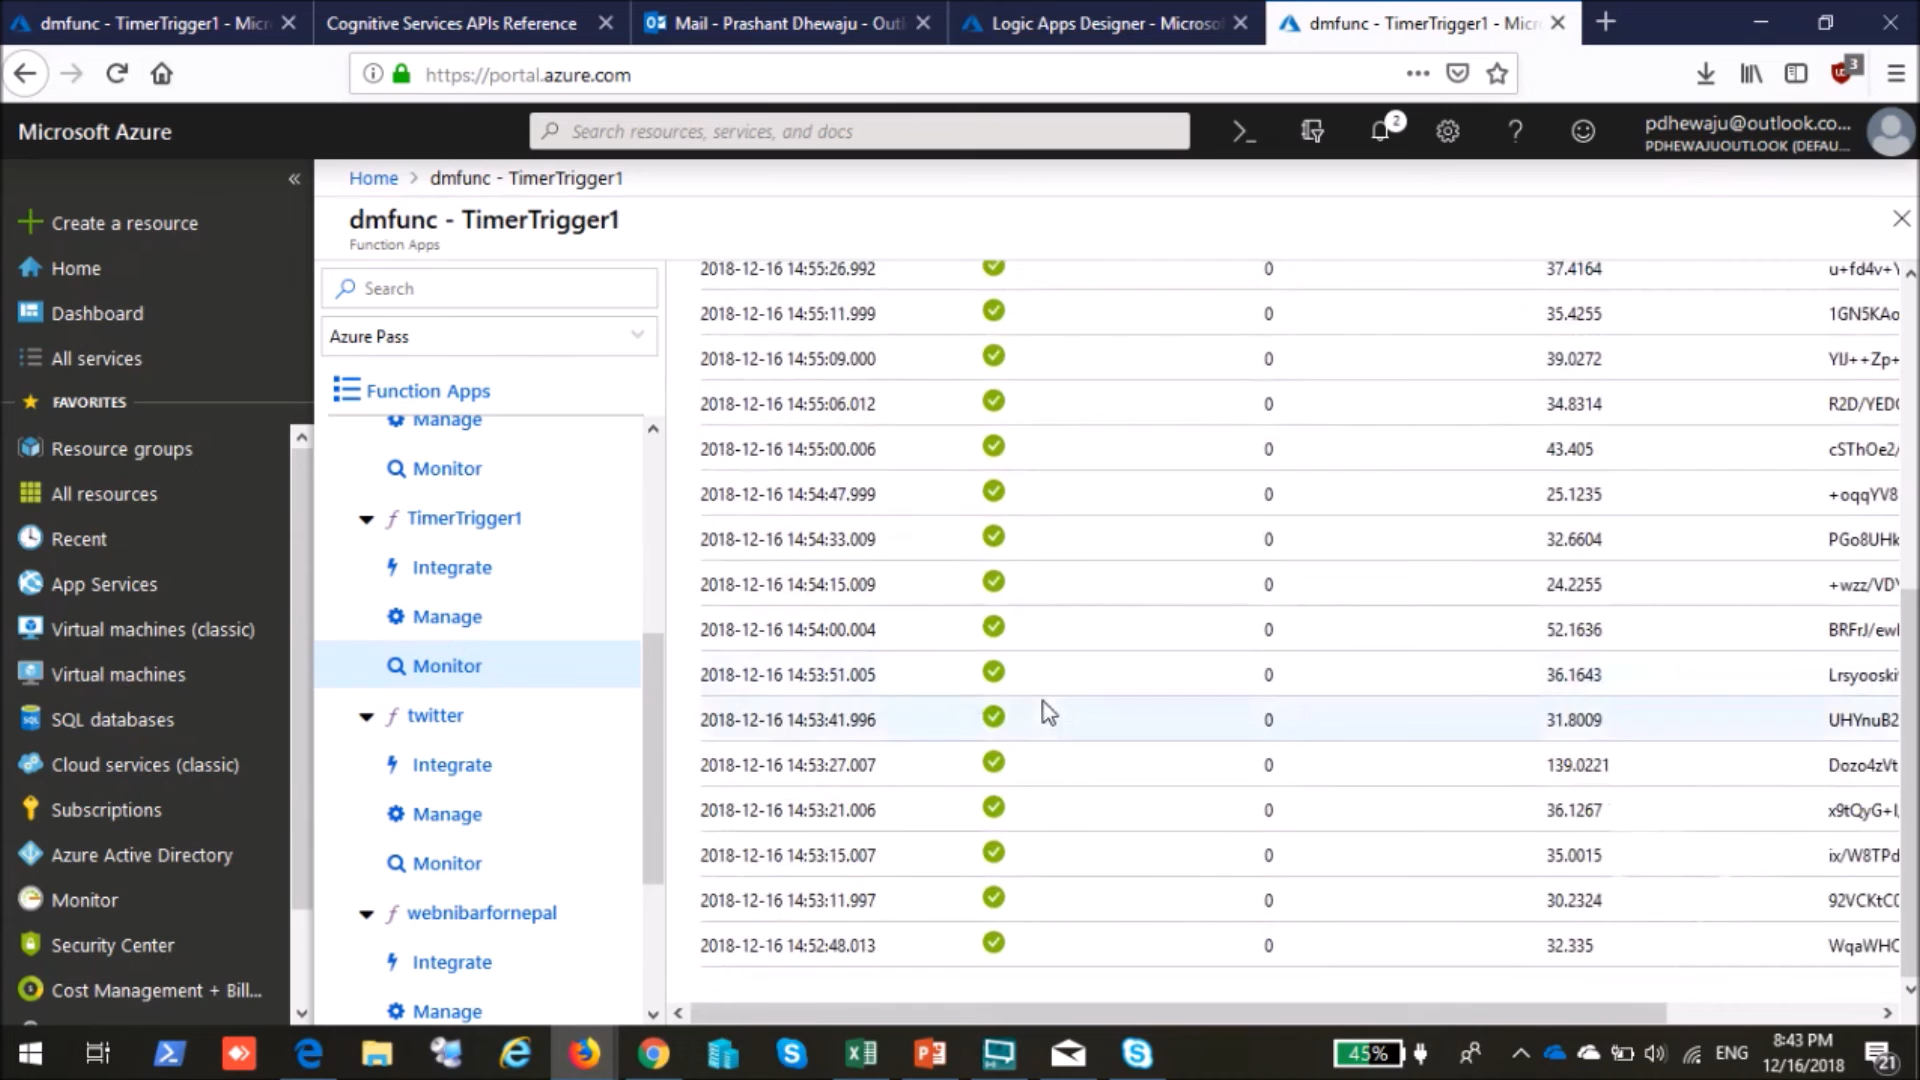 dmfunc - TimerTrigger1 - Micr
Cognitive Services APIs Reference
Mail - Prashant Dhewaju - Outl
Logic Apps Designer - Microso
dmfunc - TimerTrigger1 - Micr
https://portal.azure.com
3
Microsoft Azure
Search resources, services, and docs
2
pdhewaju@outlook.co...
PDHEWAJUOUTLOOK (DEFAU...
Create a resource
Home
Dashboard
All services
FAVORITES
Resource groups
All resources
Recent
App Services
Virtual machines (classic)
Virtual machines
SQL databases
Cloud services (classic)
Subscriptions
Azure Active Directory
Monitor
Security Center
Cost Management + Bill...
Home > dmfunc - TimerTrigger1
dmfunc - TimerTrigger1
Function Apps
Search
Azure Pass
Function Apps
Manage
Monitor
TimerTrigger1
Integrate
Manage
Monitor
twitter
Integrate
Manage
Monitor
webnibarfornepal
Integrate
Manage
2018-12-16 14:55:26.992 0 37.4164 u+fd4v+Y
2018-12-16 14:55:11.999 0 35.4255 1GN5KAo
2018-12-16 14:55:09.000 0 39.0272 YIJ++Zp+
2018-12-16 14:55:06.012 0 34.8314 R2D/YED
2018-12-16 14:55:00.006 0 43.405 cSThOe2/
2018-12-16 14:54:47.999 0 25.1235 +oqqYV8
2018-12-16 14:54:33.009 0 32.6604 PGo8UHk
2018-12-16 14:54:15.009 0 24.2255 +wzz/VDY
2018-12-16 14:54:00.004 0 52.1636 BRFrJ/ewl
2018-12-16 14:53:51.005 0 36.1643 Lrsyooski
2018-12-16 14:53:41.996 0 31.8009 UHYnuB2
2018-12-16 14:53:27.007 0 139.0221 Dozo4zVt
2018-12-16 14:53:21.006 0 36.1267 x9tQyG+I
2018-12-16 14:53:15.007 0 35.0015 ix/W8TPd
2018-12-16 14:53:11.997 0 30.2324 92VCKtC
2018-12-16 14:52:48.013 0 32.335 WqaWHC
45%
ENG
8:43 PM
12/16/2018
21